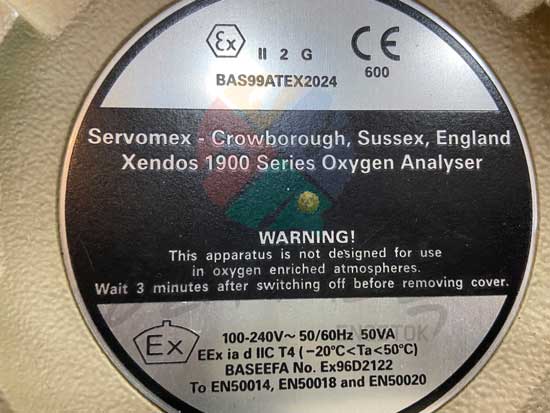 Ex II 2 G CE
BAS99ATEX2024 600
Servomex - Crowborough, Sussex, England
Xendos 1900 Series Oxygen Analyser
WARNING!
This apparatus is not designed for use
in oxygen enriched atmospheres.
Wait 3 minutes after switching off before removing cover.
Ex 100-240V~ 50/60Hz 50VA
EEx ia d IIC T4 (-20°C<Ta<50°C)
BASEEFA No. Ex96D2122
To EN50014, EN50018 and EN50020